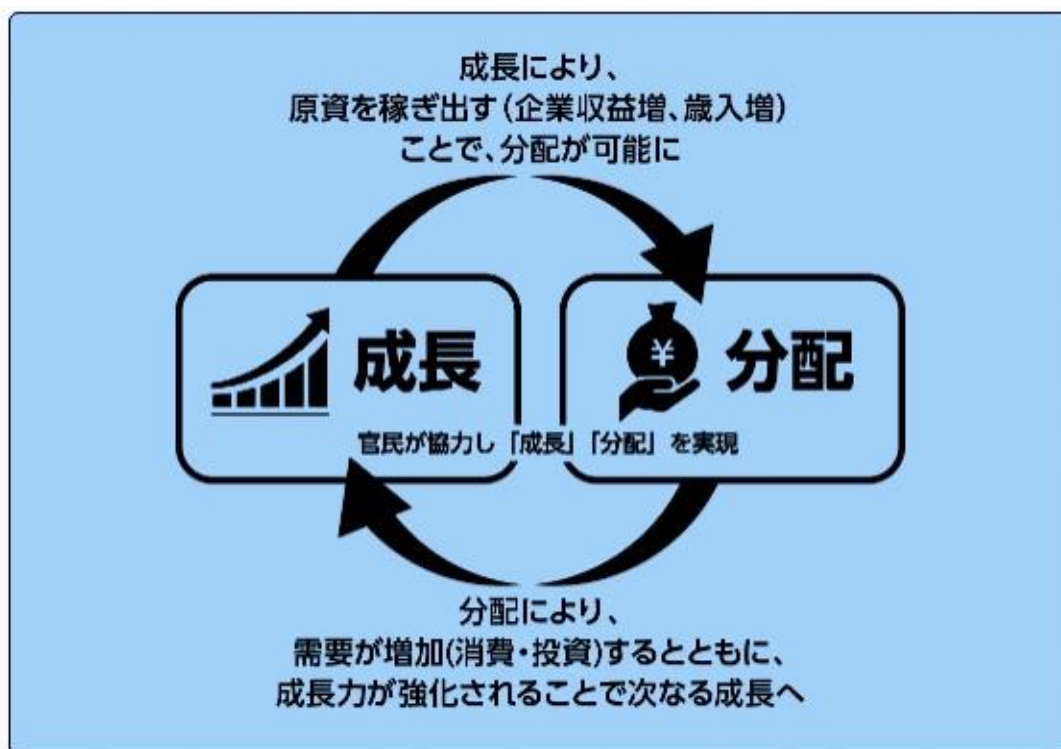 成長により、
原資を稼ぎ出す(企業収益増、歳入増)
ことで、分配が可能に
成長
¥
分配
官民が協力し「成長」「分配」を実現
分配により、
需要が増加(消費・投資)するとともに、
成長力が強化されることで次なる成長へ